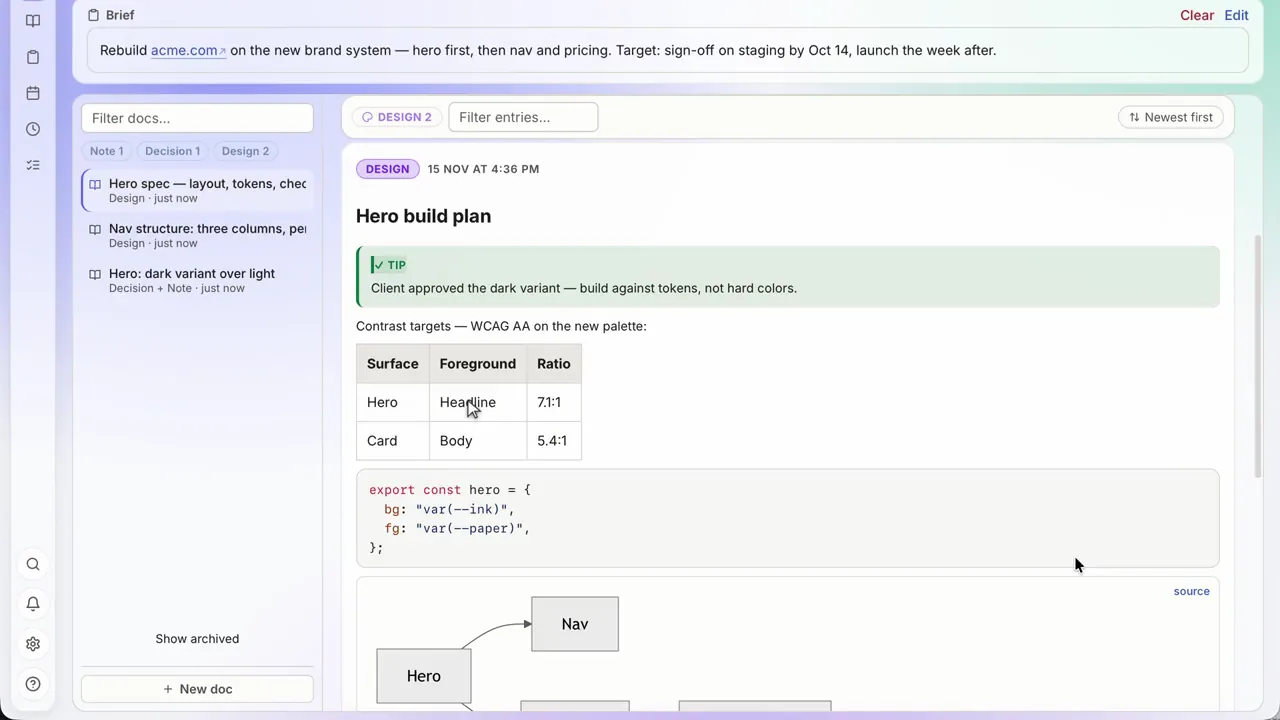 Brief
Clear Edit
Rebuild acme.com↗ on the new brand system — hero first, then nav and pricing. Target: sign-off on staging by Oct 14, launch the week after.
Filter docs...
Note 1 Decision 1 Design 2
Hero spec — layout, tokens, chec
Design · just now
Nav structure: three columns, per
Design · just now
Hero: dark variant over light
Decision + Note · just now
Show archived
+ New doc
DESIGN 2
Filter entries...
Newest first
DESIGN 15 NOV AT 4:36 PM
Hero build plan
✓ TIP
Client approved the dark variant — build against tokens, not hard colors.
Contrast targets — WCAG AA on the new palette:
Surface Foreground Ratio
Hero Headline 7.1:1
Card Body 5.4:1
export const hero = {
  bg: "var(--ink)",
  fg: "var(--paper)",
};
source
Nav
Hero